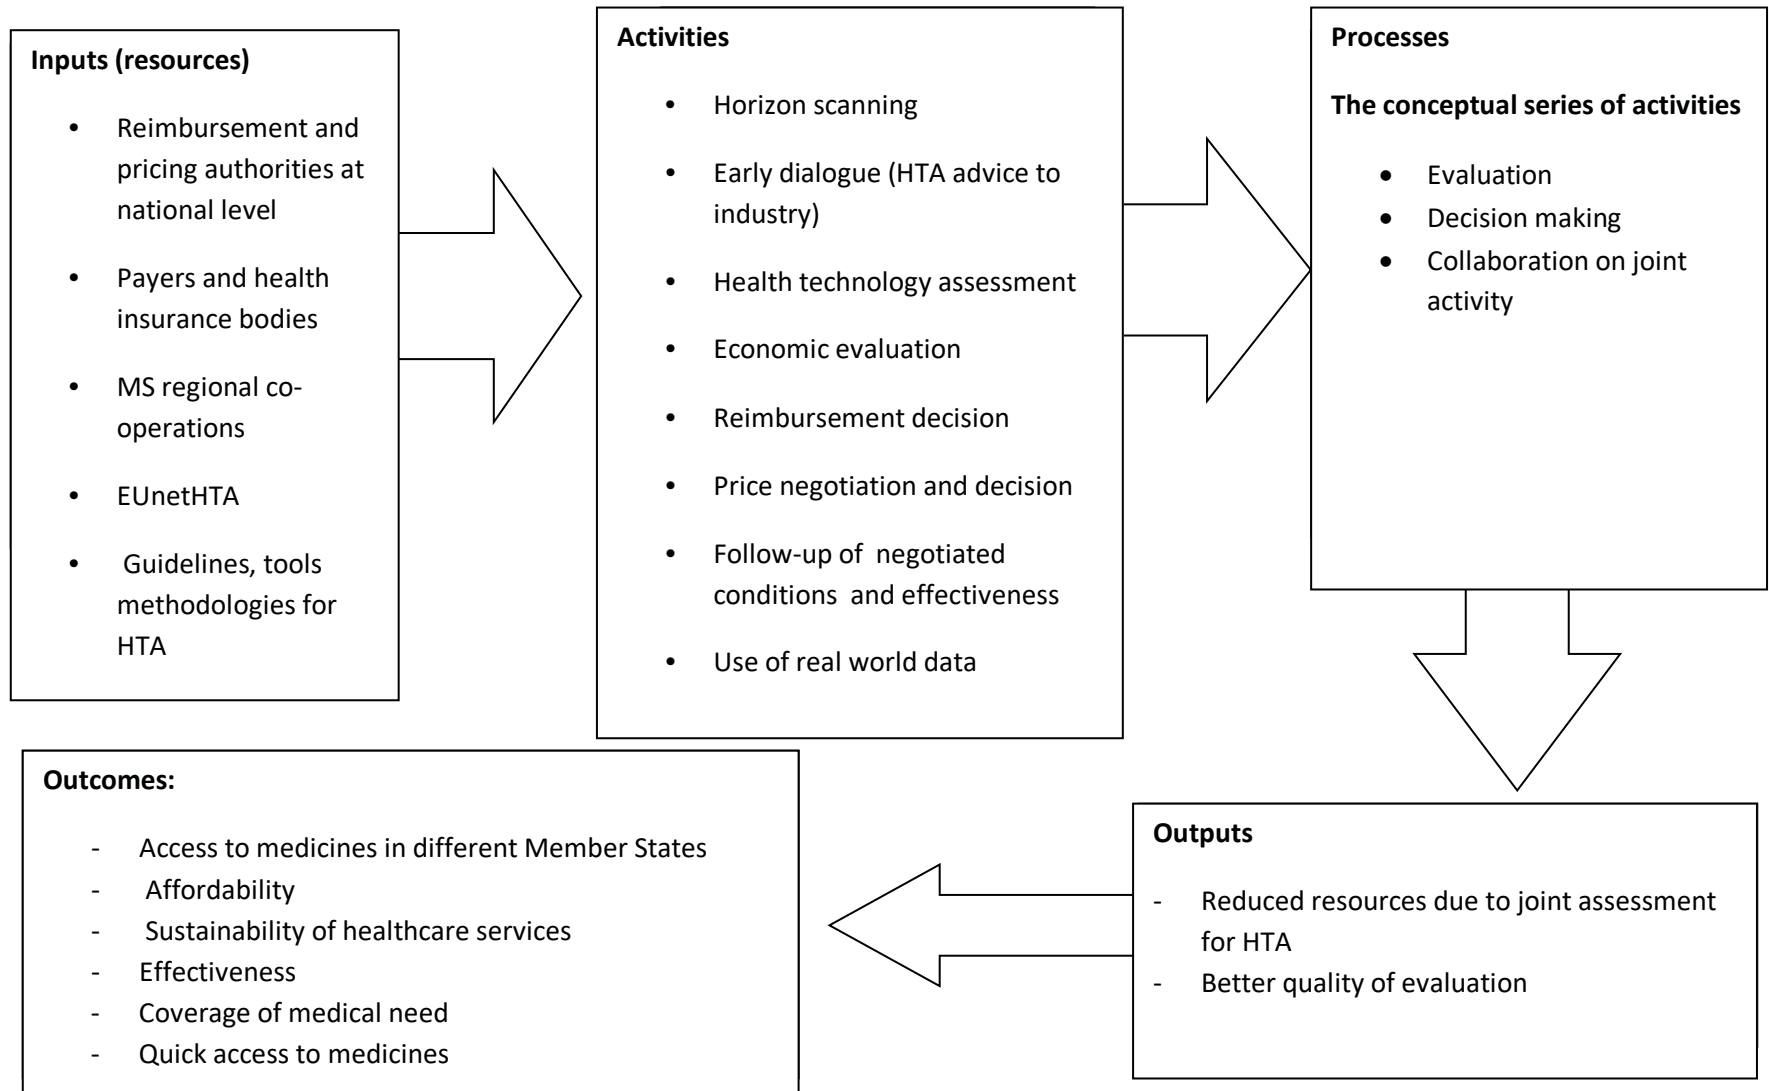 Inputs (resources)
• Reimbursement and
pricing authorities at
national level
• Payers and health
insurance bodies
• MS regional co-
operations
• EUnetHTA
• Guidelines, tools
methodologies for
HTA
Activities
• Horizon scanning
• Early dialogue (HTA advice to
industry)
• Health technology assessment
• Economic evaluation
• Reimbursement decision
• Price negotiation and decision
• Follow-up of negotiated
conditions and effectiveness
• Use of real world data
Processes
The conceptual series of activities
• Evaluation
• Decision making
• Collaboration on joint
activity
Outputs
- Reduced resources due to joint assessment
for HTA
- Better quality of evaluation
Outcomes:
- Access to medicines in different Member States
- Affordability
- Sustainability of healthcare services
- Effectiveness
- Coverage of medical need
- Quick access to medicines